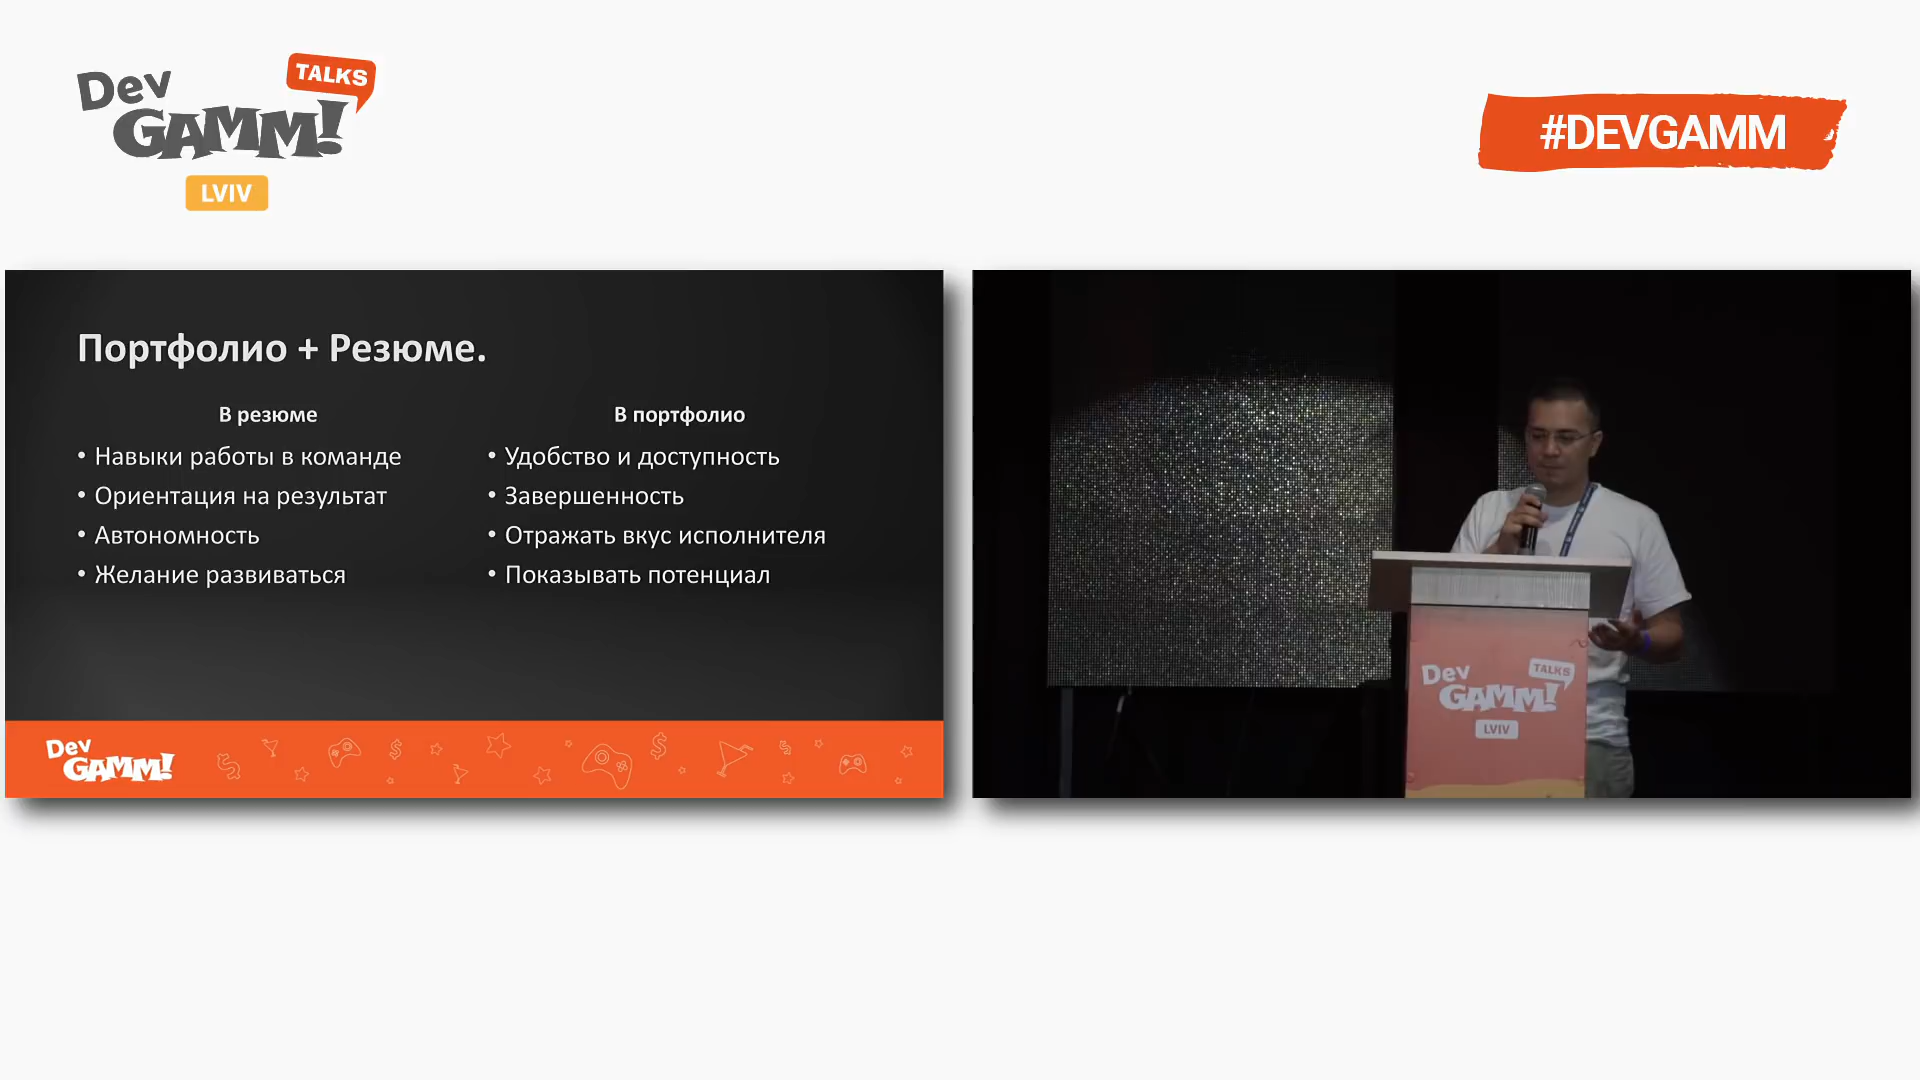 Dev
GAMM!
TALKS
LVIV
#DEVGAMM
Портфолио + Резюме.
В резюме
• Навыки работы в команде
• Ориентация на результат
• Автономность
• Желание развиваться
В портфолио
• Удобство и доступность
• Завершенность
• Отражать вкус исполнителя
• Показывать потенциал
Dev
GAMM!
Dev
GAMM!
TALKS
LVIV